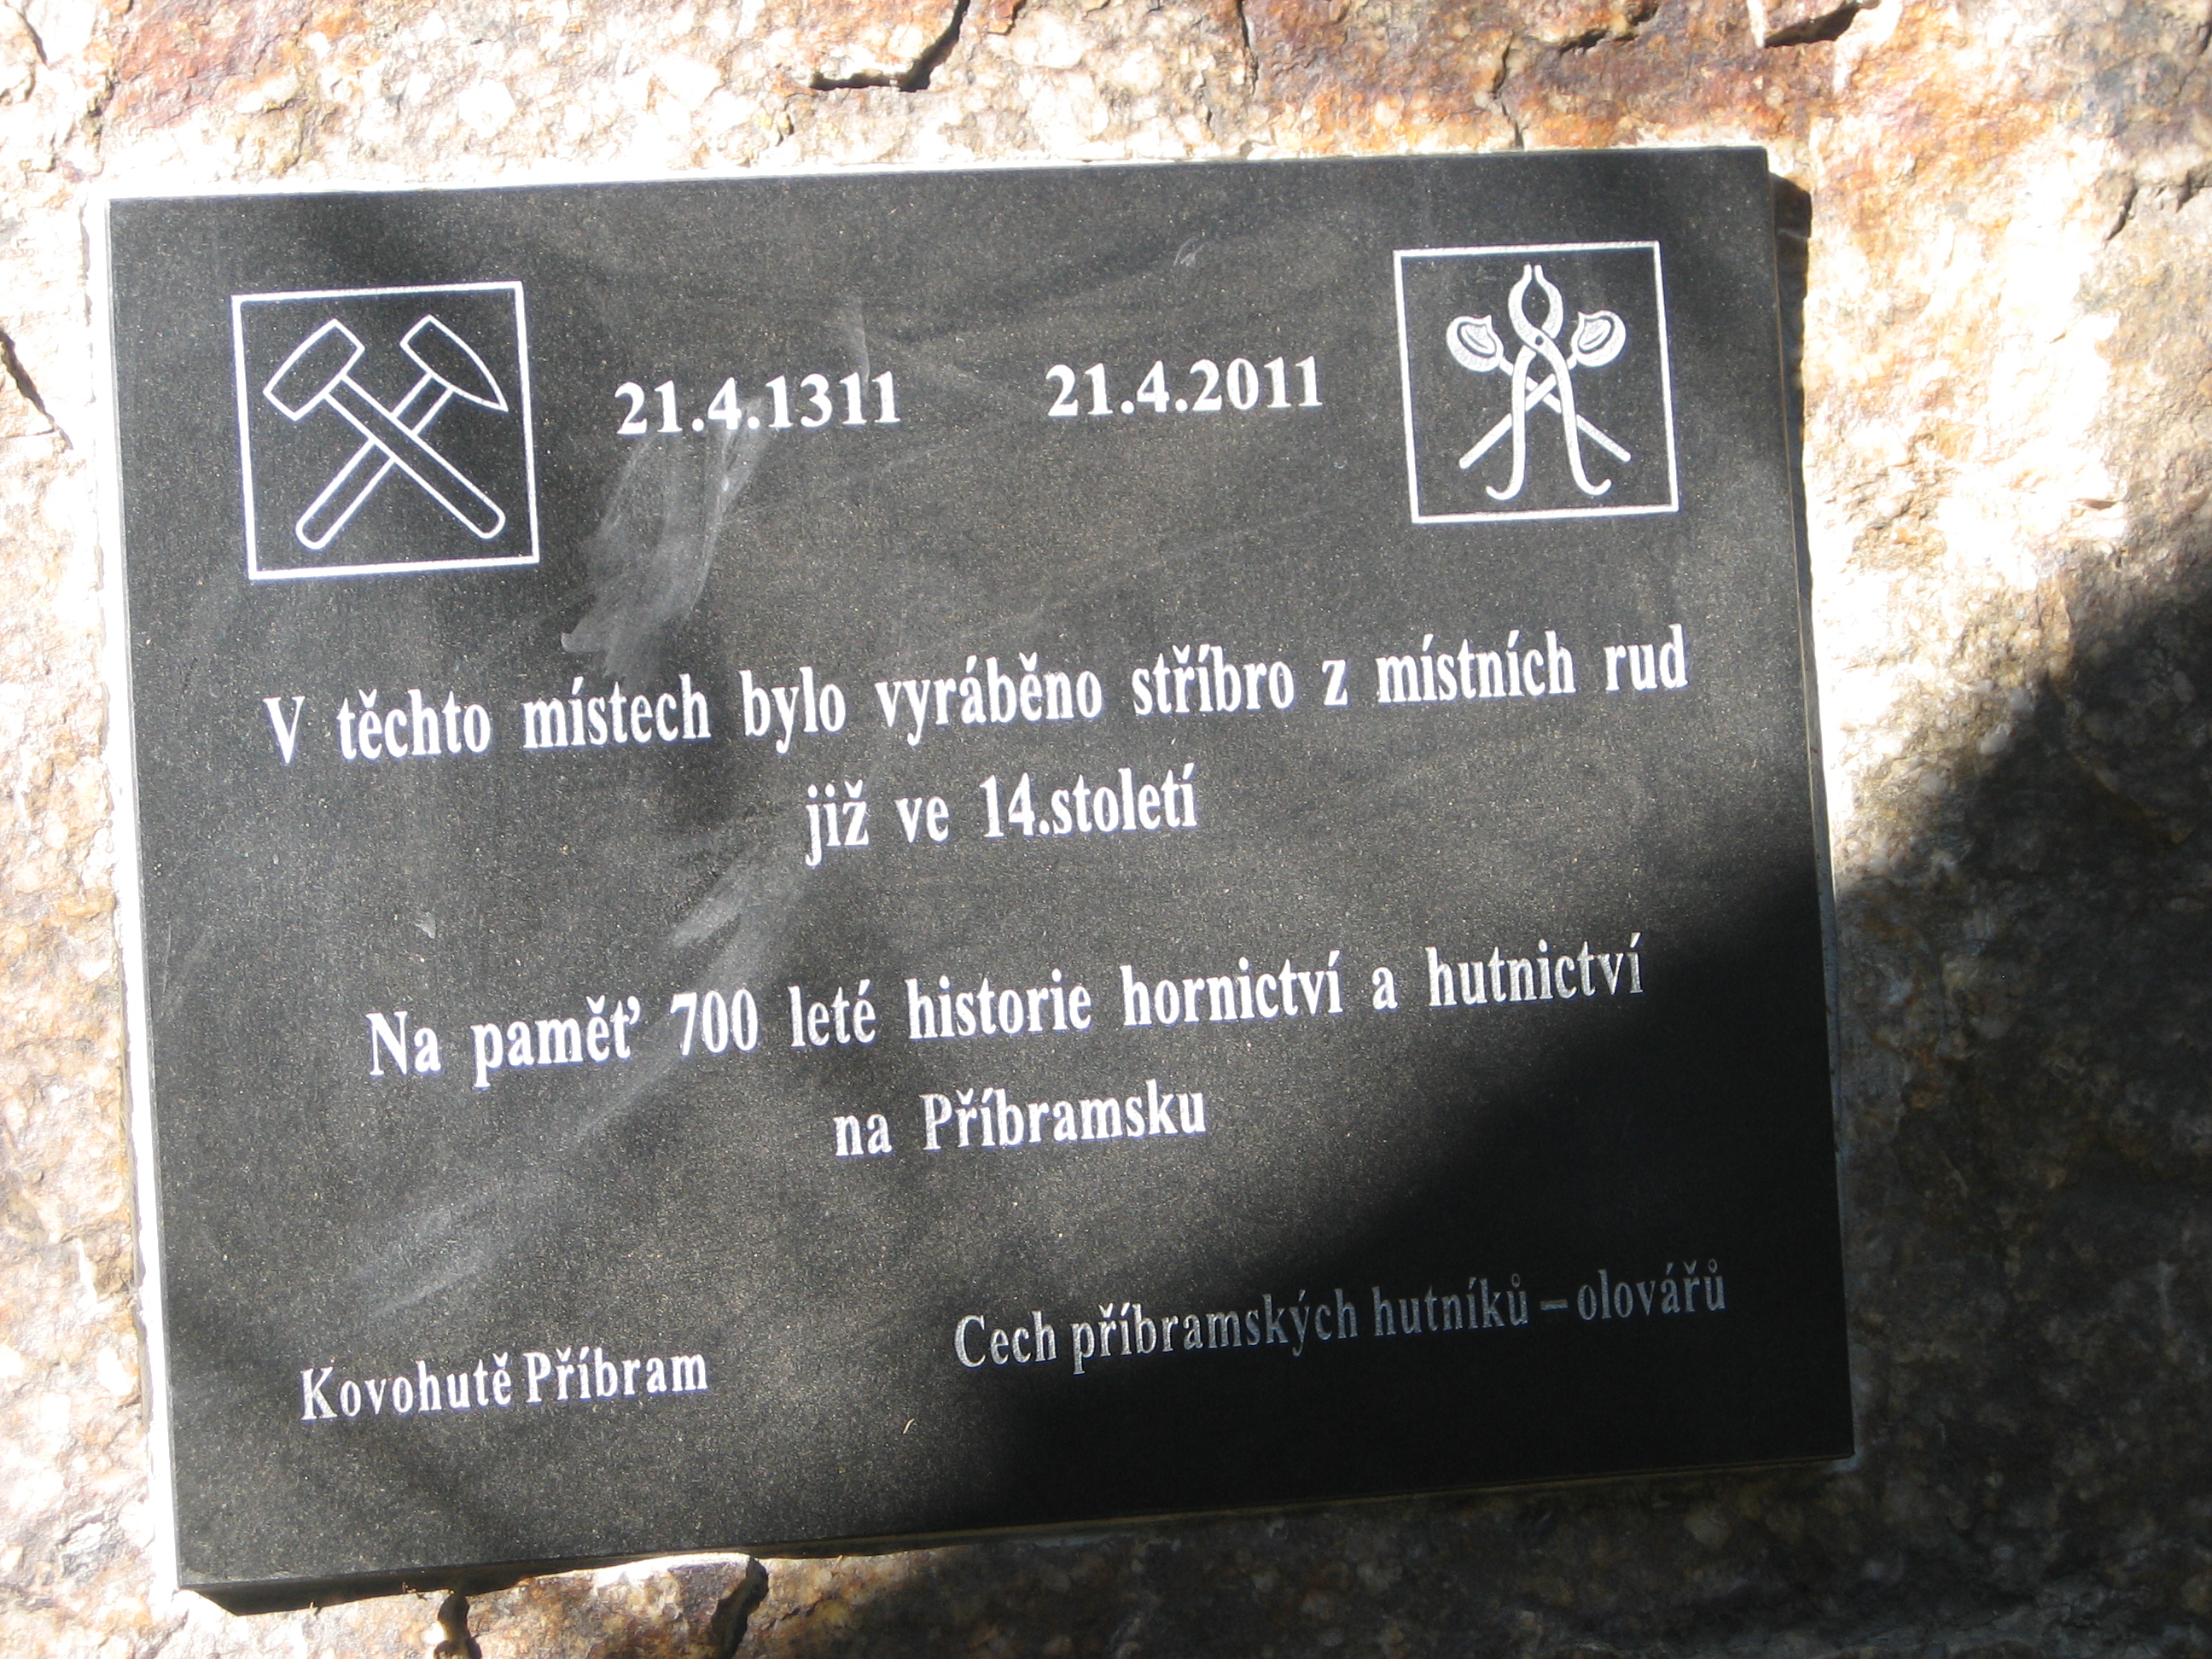 21.4.1311 21.4.2011
V těchto místech bylo vyráběno stříbro z místních rud
již ve 14.století
Na paměť 700 leté historie hornictví a hutnictví
na Příbramsku
Kovohutě Příbram
Cech příbramských hutníků – olovářů